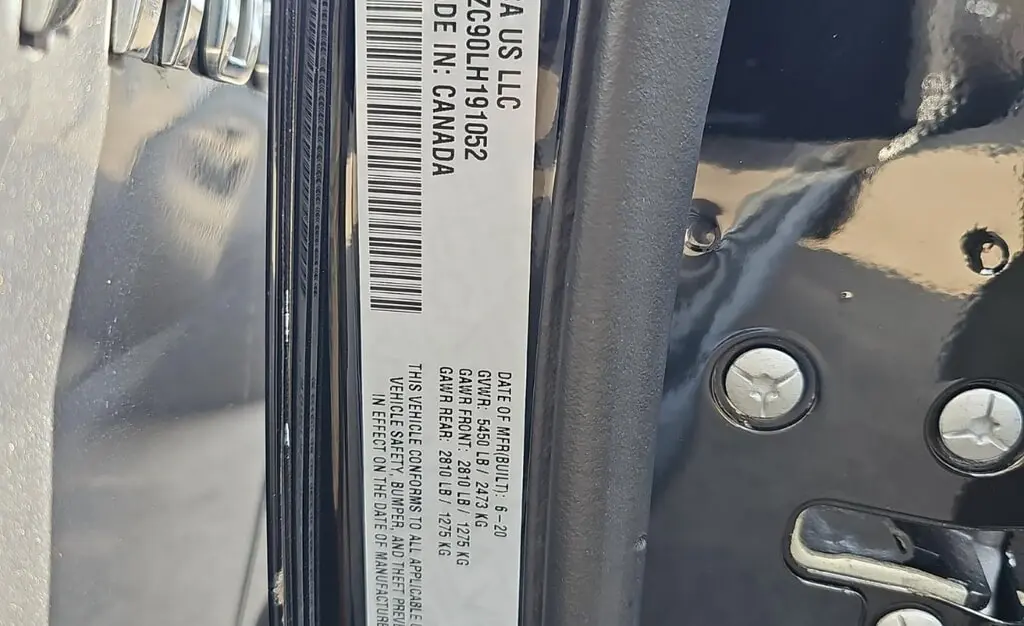 A US LLC
ZC90LH191052
DE IN: CANADA
DATE OF MFR(BUILT): 6-20
GVWR: 5450 LB / 2473 KG
GAWR FRONT: 2810 LB / 1275 KG
GAWR REAR: 2810 LB / 1275 KG
THIS VEHICLE CONFORMS TO ALL APPLICABLE
VEHICLE SAFETY, BUMPER, AND THEFT PREV
IN EFFECT ON THE DATE OF MANUFACTURE